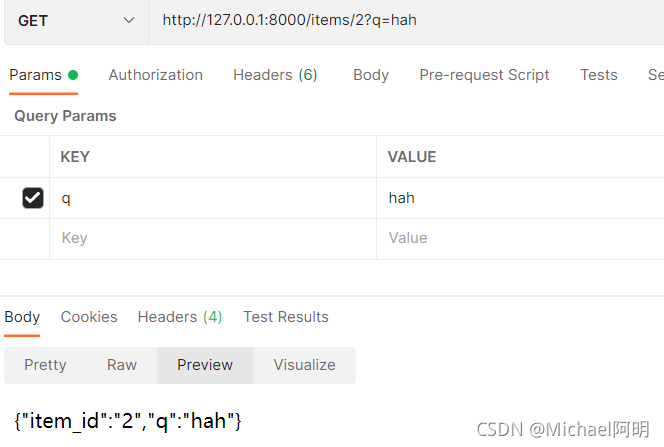 GET http://127.0.0.1:8000/items/2?q=hah
Params Authorization Headers (6) Body Pre-request Script Tests Se
Query Params
KEY VALUE
q hah
Key Value
Body Cookies Headers (4) Test Results
Pretty Raw Preview Visualize
{"item_id":"2","q":"hah"}
CSDN @Michael阿明